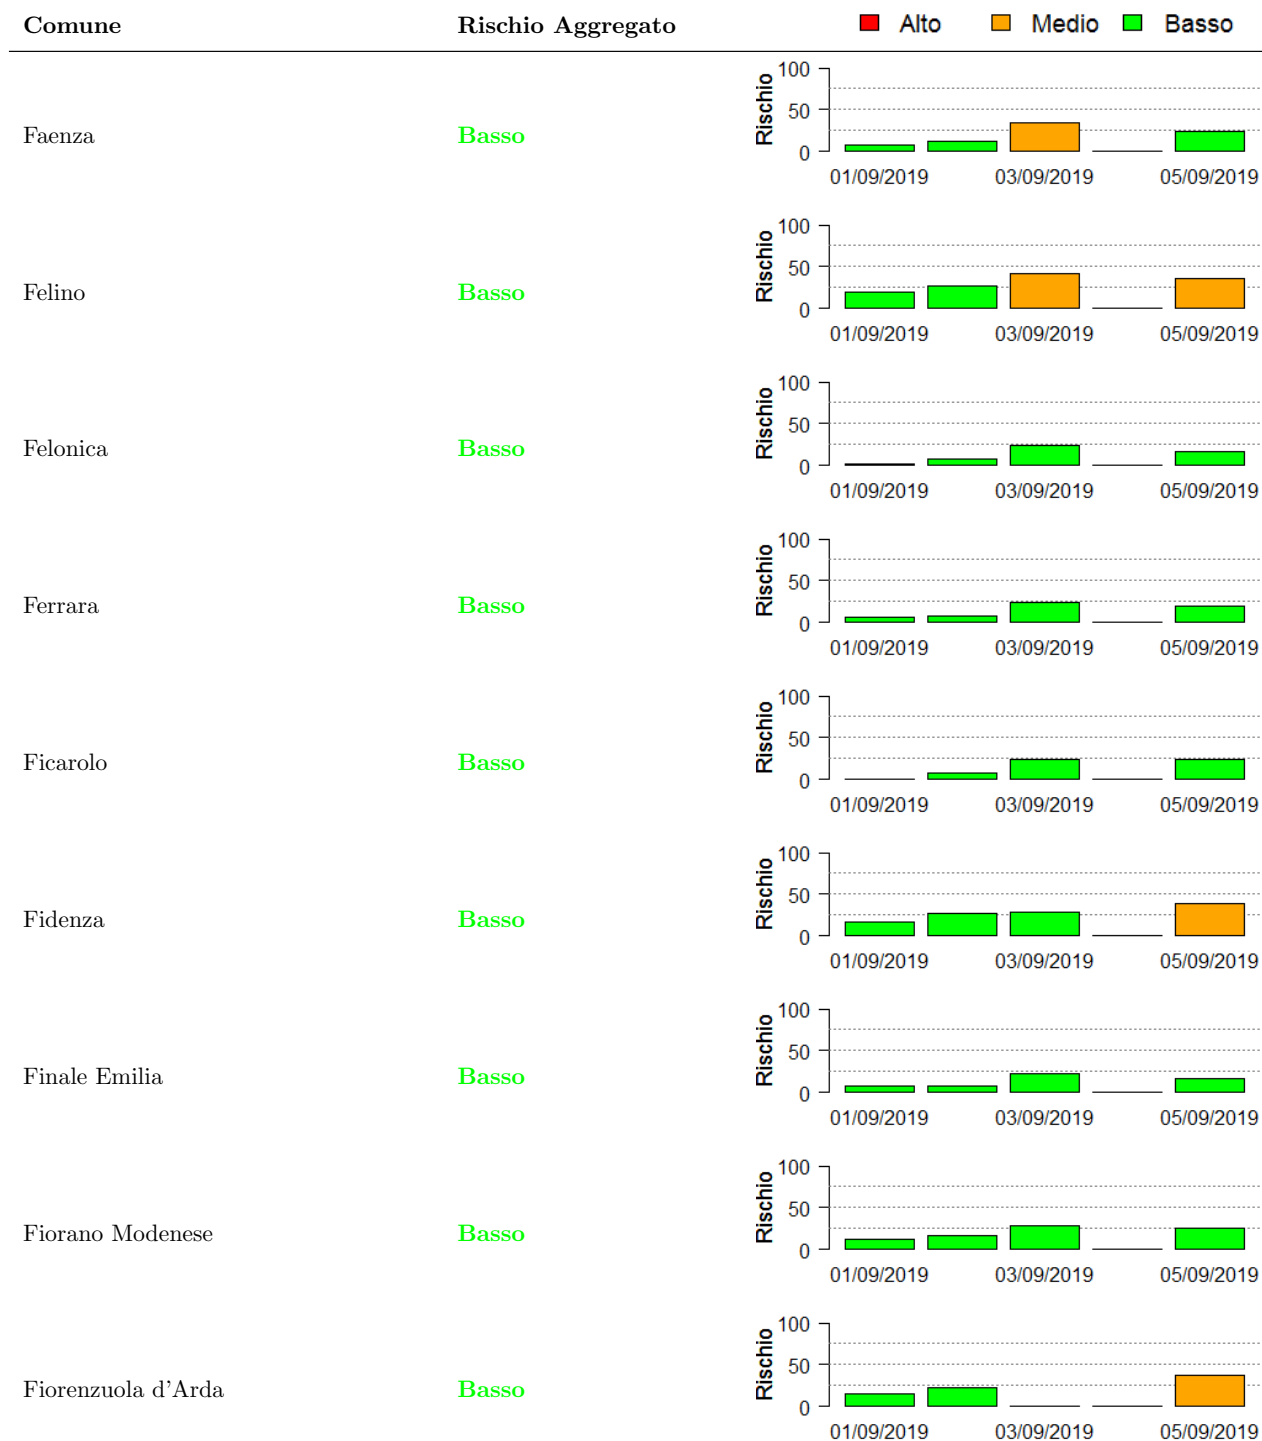 Comune Rischio Aggregato Alto Medio Basso
Faenza Basso Rischio 100 50 0
01/09/2019 03/09/2019 05/09/2019
Felino Basso Rischio 100 50 0
01/09/2019 03/09/2019 05/09/2019
Felonica Basso Rischio 100 50 0
01/09/2019 03/09/2019 05/09/2019
Ferrara Basso Rischio 100 50 0
01/09/2019 03/09/2019 05/09/2019
Ficarolo Basso Rischio 100 50 0
01/09/2019 03/09/2019 05/09/2019
Fidenza Basso Rischio 100 50 0
01/09/2019 03/09/2019 05/09/2019
Finale Emilia Basso Rischio 100 50 0
01/09/2019 03/09/2019 05/09/2019
Fiorano Modenese Basso Rischio 100 50 0
01/09/2019 03/09/2019 05/09/2019
Fiorenzuola d'Arda Basso Rischio 100 50 0
01/09/2019 03/09/2019 05/09/2019